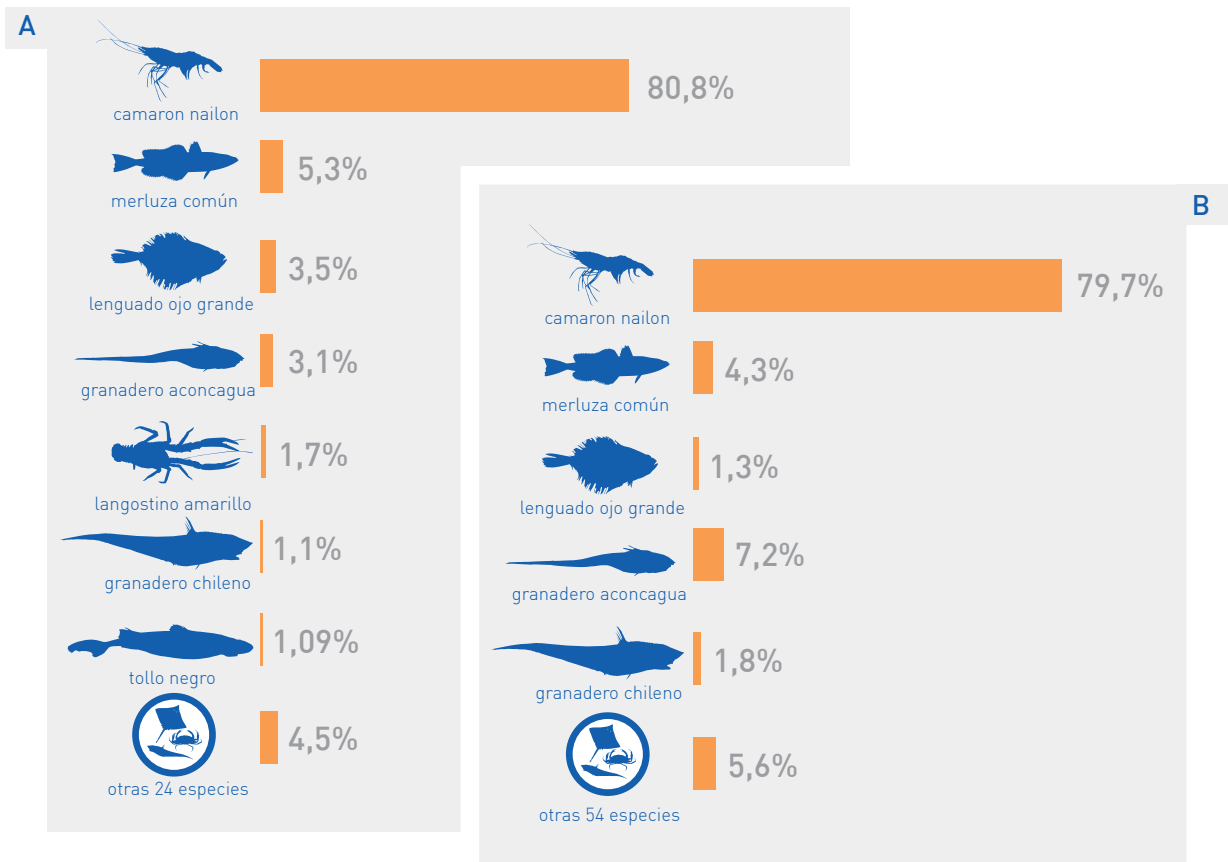 A
80,8%
camaron nailon
5,3%
merluza común
3,5%
lenguado ojo grande
3,1%
granadero aconcagua
1,7%
langostino amarillo
1,1%
granadero chileno
1,09%
tollo negro
4,5%
otras 24 especies
B
79,7%
camaron nailon
4,3%
merluza común
1,3%
lenguado ojo grande
7,2%
granadero aconcagua
1,8%
granadero chileno
5,6%
otras 54 especies